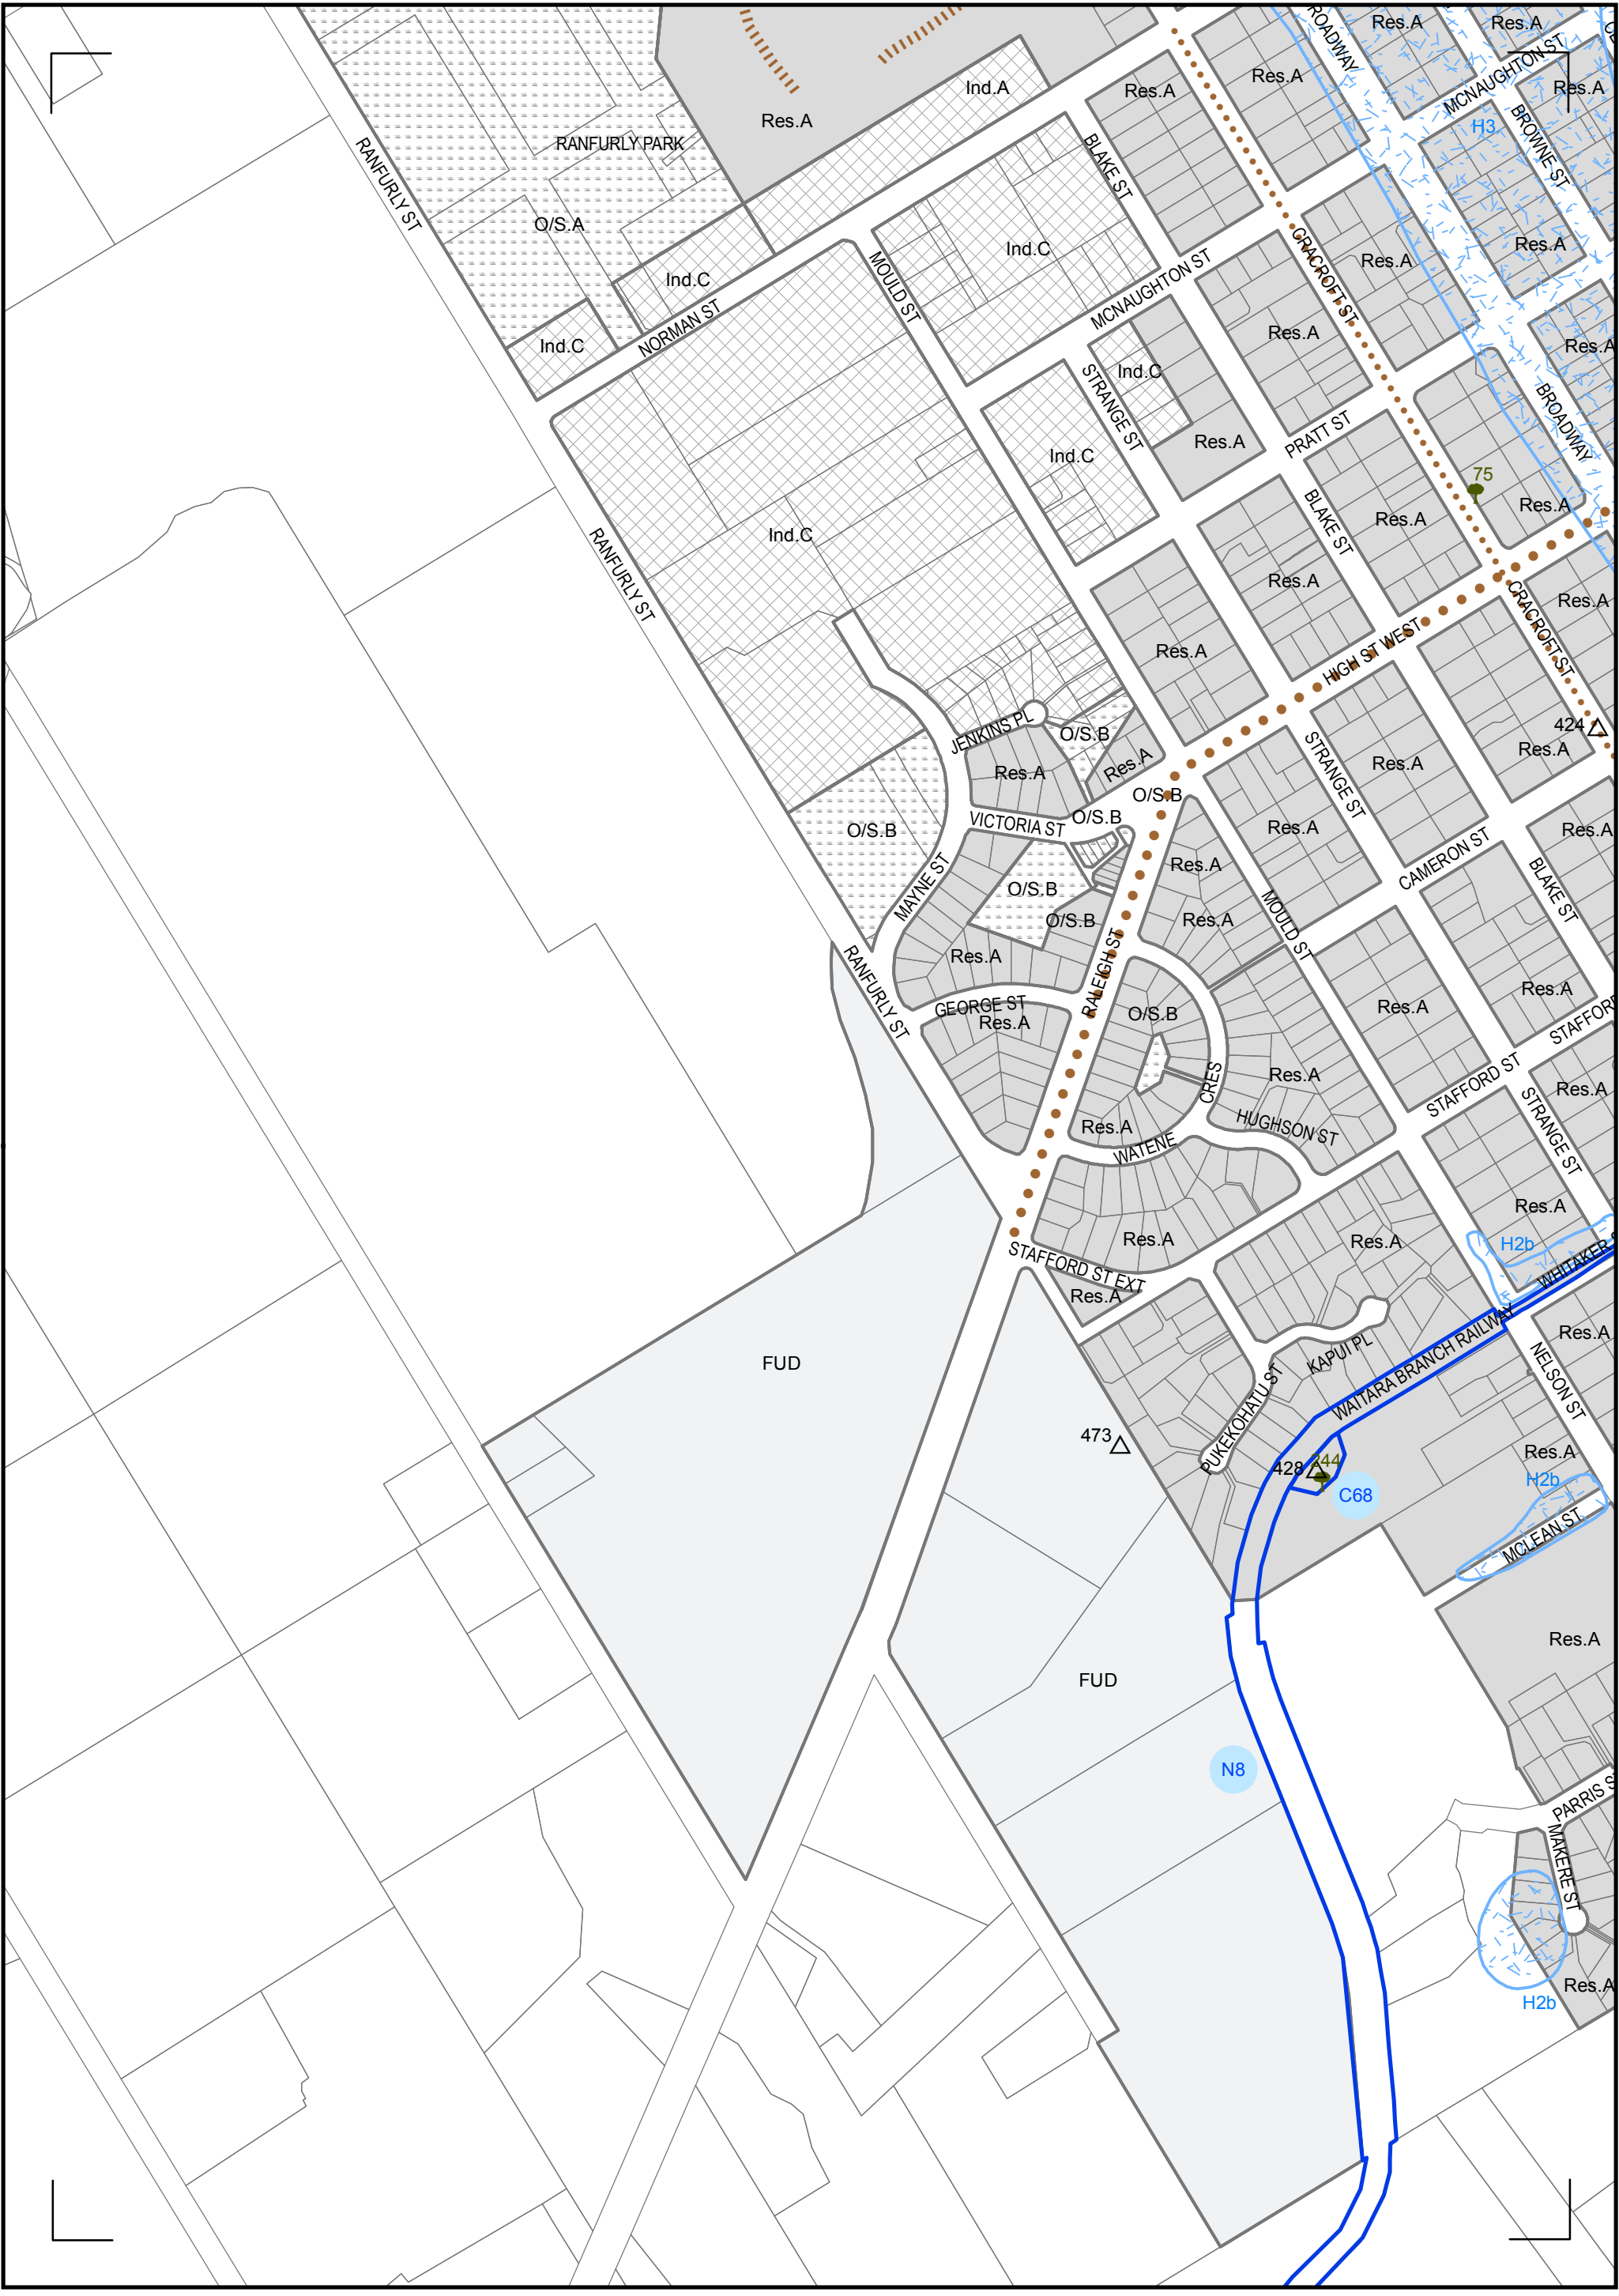 ROADWAY
Res.A
Res.A
MCNAUGHTON ST
Res.A
Res.A
Ind.A
Res.A
Res.A
H3
BROWNE ST
RANFURLY ST
RANFURLY PARK
BLAKE ST
O/S.A
Ind.C
CRACROFT ST
Res.A
Res.A
Ind.C
MOULD ST
MCNAUGHTON ST
NORMAN ST
Ind.C
Res.A
Res.A
STRANGE ST
Ind.C
Res.A
PRATT ST
BROADWAY
Ind.C
75
Res.A
Res.A
BLAKE ST
Ind.C
RANFURLY ST
Res.A
Res.A
CRACROFT ST
Res.A
HIGH ST WEST
JENKINS PL
O/S.B
424
Res.A
Res.A
STRANGE ST
Res.A
Res.A
O/S.B
O/S.B
VICTORIA ST
O/S.B
Res.A
Res.A
CAMERON ST
Res.A
O/S.B
MAYNE ST
BLAKE ST
O/S.B
Res.A
MOULD ST
Res.A
RALEIGH ST
RANFURLY ST
Res.A
GEORGE ST
Res.A
O/S.B
Res.A
STAFFOR
Res.A
CRES
STAFFORD ST
Res.A
STRANGE ST
Res.A
HUGHSON ST
WATENE
Res.A
Res.A
Res.A
H2b
STAFFORD ST EXT
WHITAKER S
Res.A
Res.A
KAPUI PL
WAITARA BRANCH RAILWAY
NELSON ST
FUD
PUKEKOHATU ST
473
428
244
C68
Res.A
H2b
MCLEAN ST
Res.A
FUD
N8
PARRIS S
MAKERE ST
Res.A
H2b